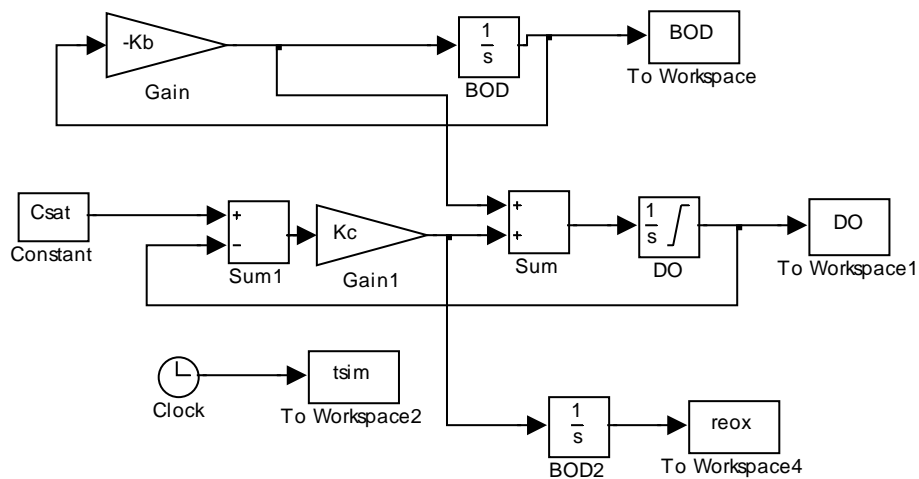 -Kb
Gain
1
s
BOD
BOD
To Workspace
Csat
Constant
+
−
Sum1
Kc
Gain1
+
+
Sum
1
s
DO
DO
To Workspace1
Clock
tsim
To Workspace2
1
s
BOD2
reox
To Workspace4